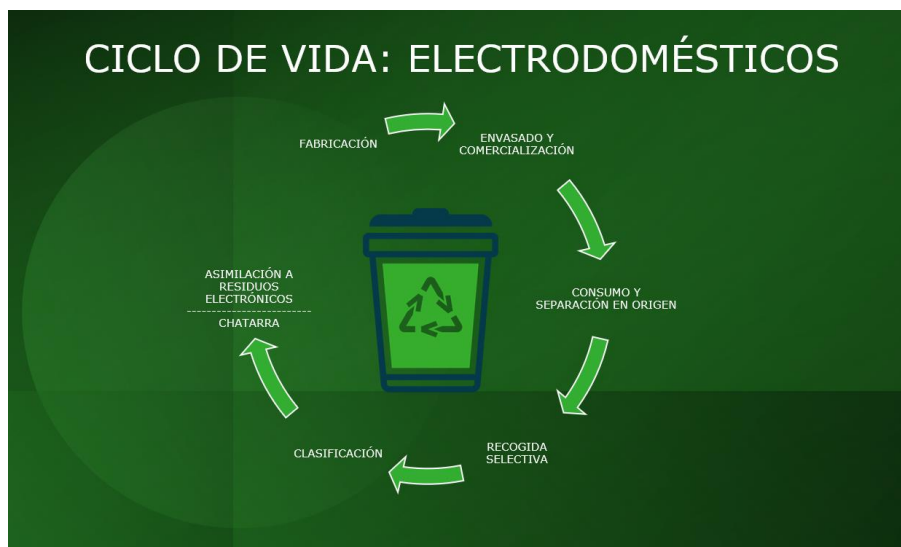 CICLO DE VIDA: ELECTRODOMÉSTICOS
FABRICACIÓN
ENVASADO Y
COMERCIALIZACIÓN
CONSUMO Y
SEPARACIÓN EN ORIGEN
RECOGIDA
SELECTIVA
CLASIFICACIÓN
ASIMILACIÓN A
RESIDUOS
ELECTRÓNICOS
-----------------------
CHATARRA